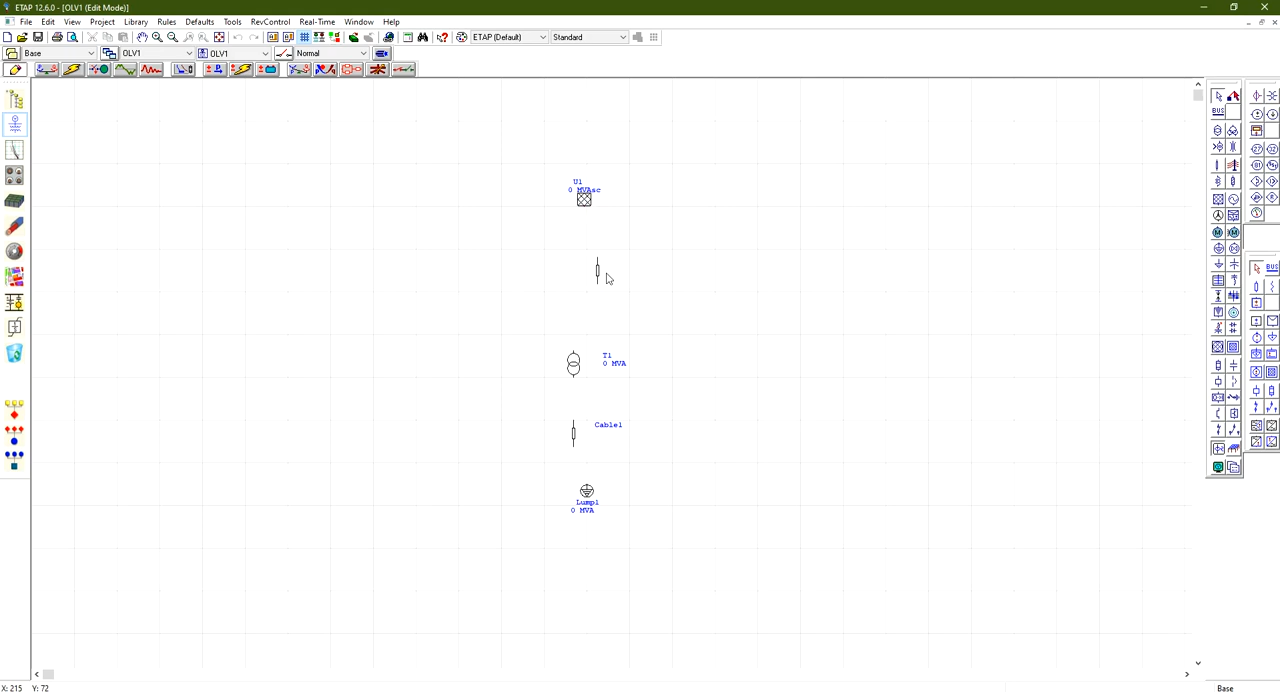 ETAP 12.6.0 - [OLV1 (Edit Mode)]
File Edit View Project Library Rules Defaults Tools RevControl Real-Time Window Help
ETAP (Default) Standard
Base OLV1 OLV1 Normal
BUS
U1
0 MVAsc
BUS
T1
0 MVA
Cable1
Lump1
0 MVA
X: 215 Y: 72 Base